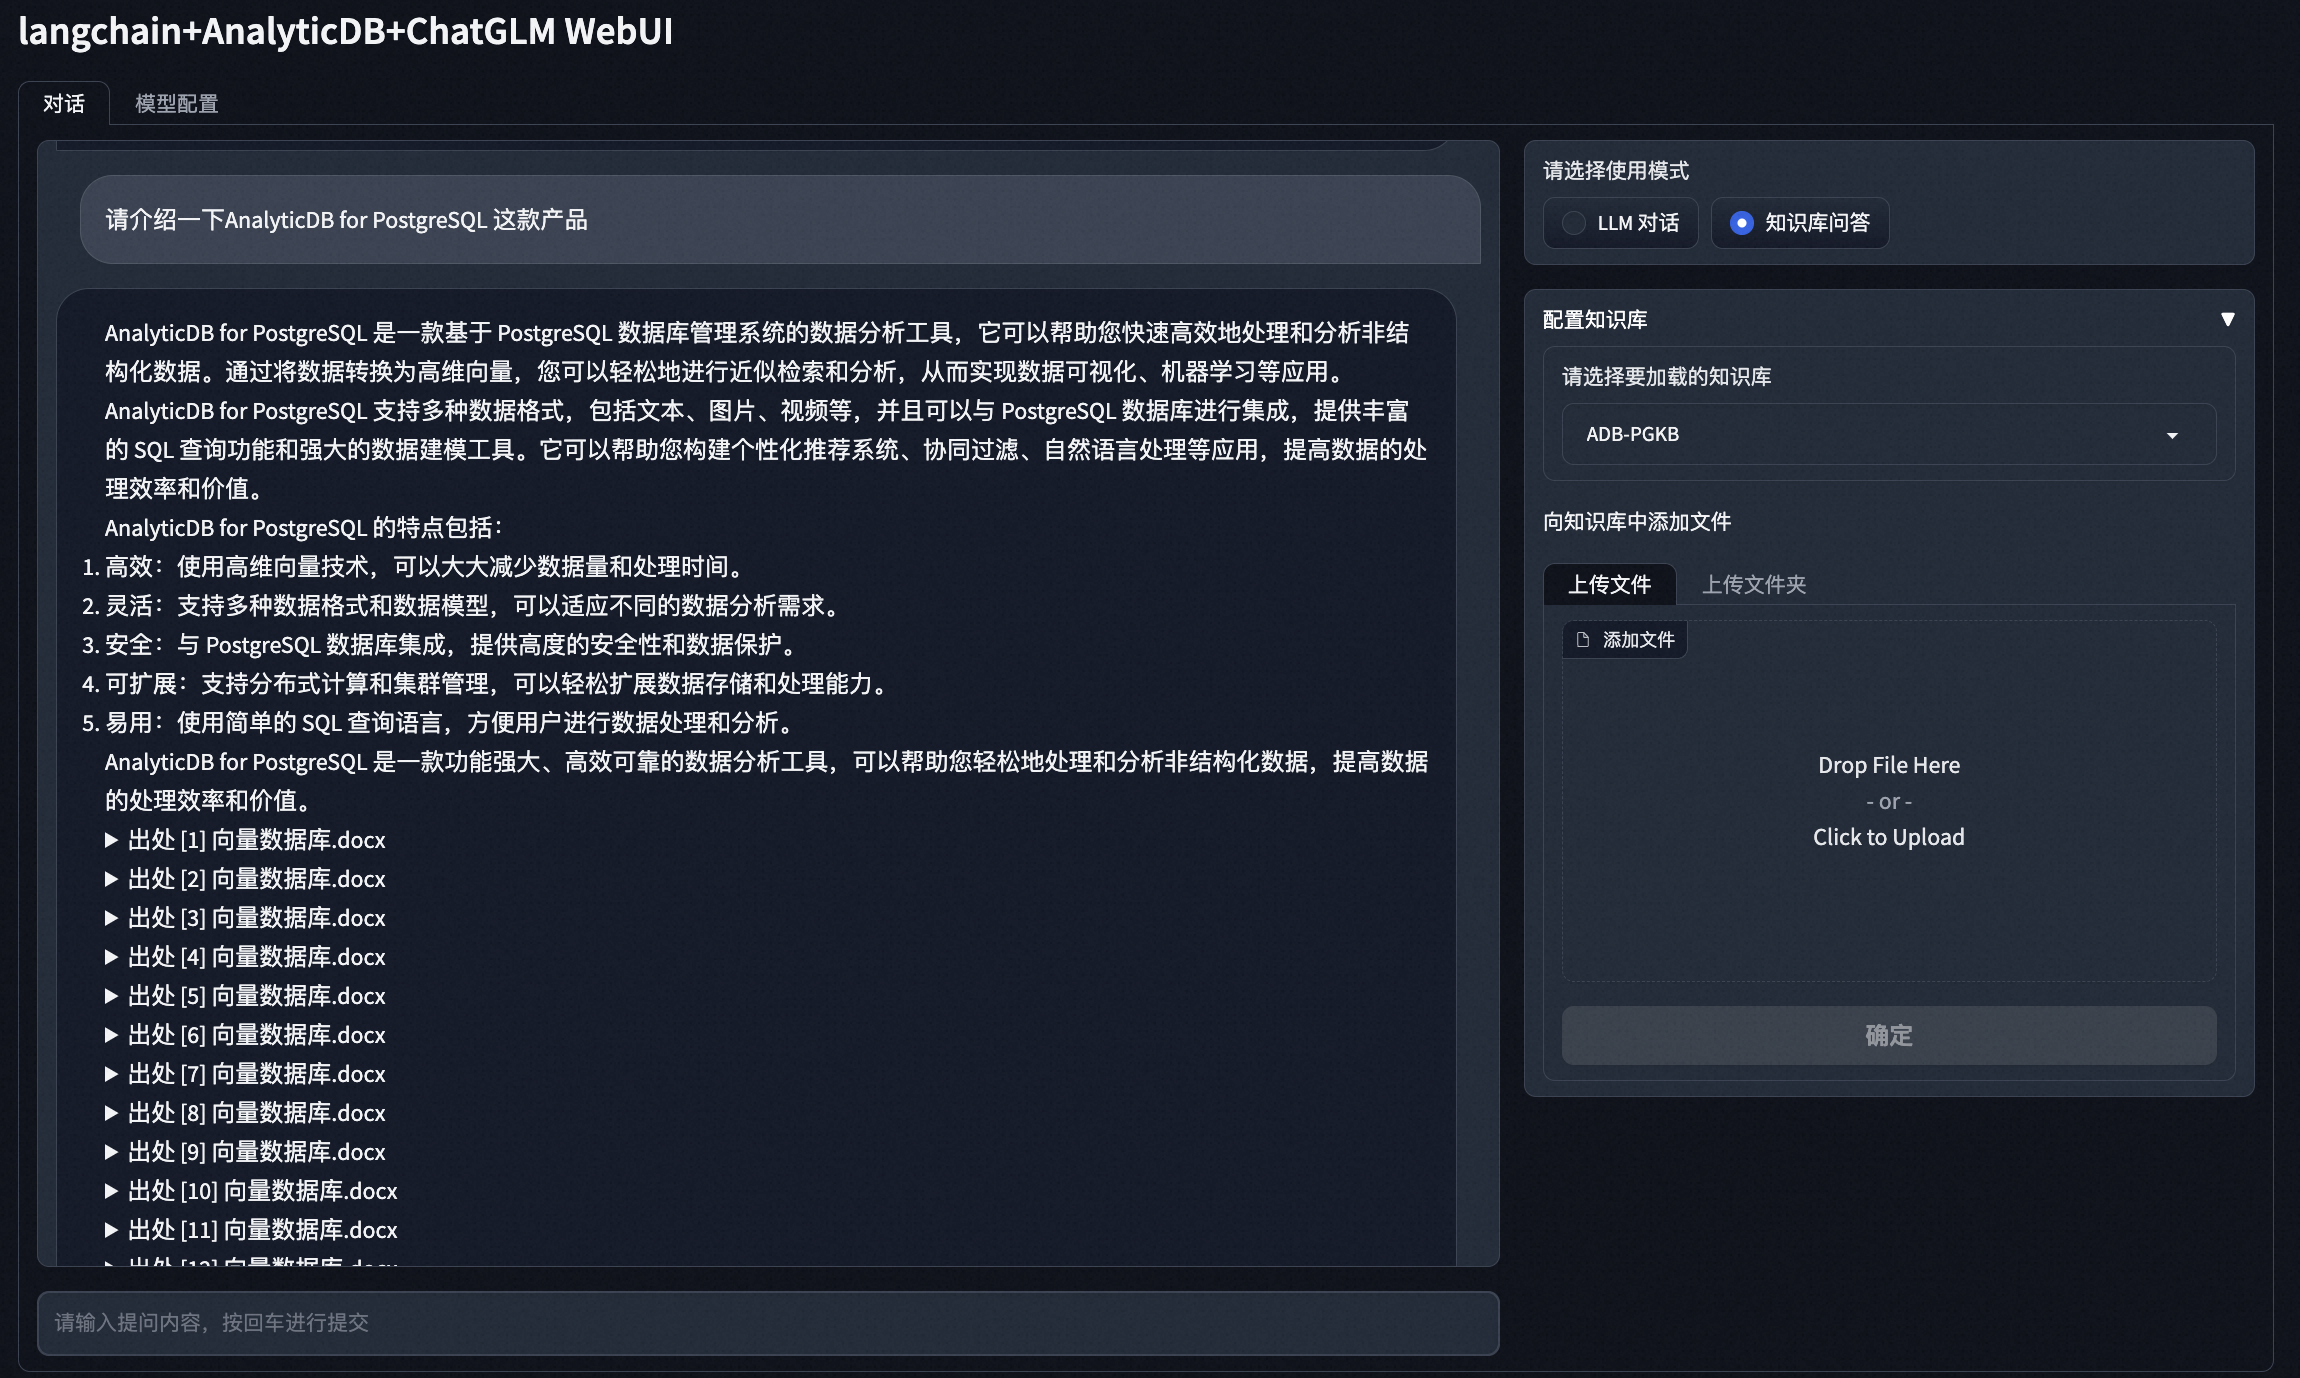 langchain+AnalyticDB+ChatGLM WebUI
对话
模型配置
请介绍一下AnalyticDB for PostgreSQL 这款产品
AnalyticDB for PostgreSQL 是一款基于 PostgreSQL 数据库管理系统的数据分析工具，它可以帮助您快速高效地处理和分析非结
构化数据。通过将数据转换为高维向量，您可以轻松地进行近似检索和分析，从而实现数据可视化、机器学习等应用。
AnalyticDB for PostgreSQL 支持多种数据格式，包括文本、图片、视频等，并且可以与 PostgreSQL 数据库进行集成，提供丰富
的 SQL 查询功能和强大的数据建模工具。它可以帮助您构建个性化推荐系统、协同过滤、自然语言处理等应用，提高数据的处
理效率和价值。
AnalyticDB for PostgreSQL 的特点包括：
1. 高效：使用高维向量技术，可以大大减少数据量和处理时间。
2. 灵活：支持多种数据格式和数据模型，可以适应不同的数据分析需求。
3. 安全：与 PostgreSQL 数据库集成，提供高度的安全性和数据保护。
4. 可扩展：支持分布式计算和集群管理，可以轻松扩展数据存储和处理能力。
5. 易用：使用简单的 SQL 查询语言，方便用户进行数据处理和分析。
AnalyticDB for PostgreSQL 是一款功能强大、高效可靠的数据分析工具，可以帮助您轻松地处理和分析非结构化数据，提高数据
的处理效率和价值。
▶ 出处 [1] 向量数据库.docx
▶ 出处 [2] 向量数据库.docx
▶ 出处 [3] 向量数据库.docx
▶ 出处 [4] 向量数据库.docx
▶ 出处 [5] 向量数据库.docx
▶ 出处 [6] 向量数据库.docx
▶ 出处 [7] 向量数据库.docx
▶ 出处 [8] 向量数据库.docx
▶ 出处 [9] 向量数据库.docx
▶ 出处 [10] 向量数据库.docx
▶ 出处 [11] 向量数据库.docx
▶ 出处 [12] 向量数据库.docx
请输入提问内容，按回车进行提交
请选择使用模式
LLM 对话
知识库问答
配置知识库
▼
请选择要加载的知识库
ADB-PGKB
向知识库中添加文件
上传文件
上传文件夹
添加文件
Drop File Here
- or -
Click to Upload
确定